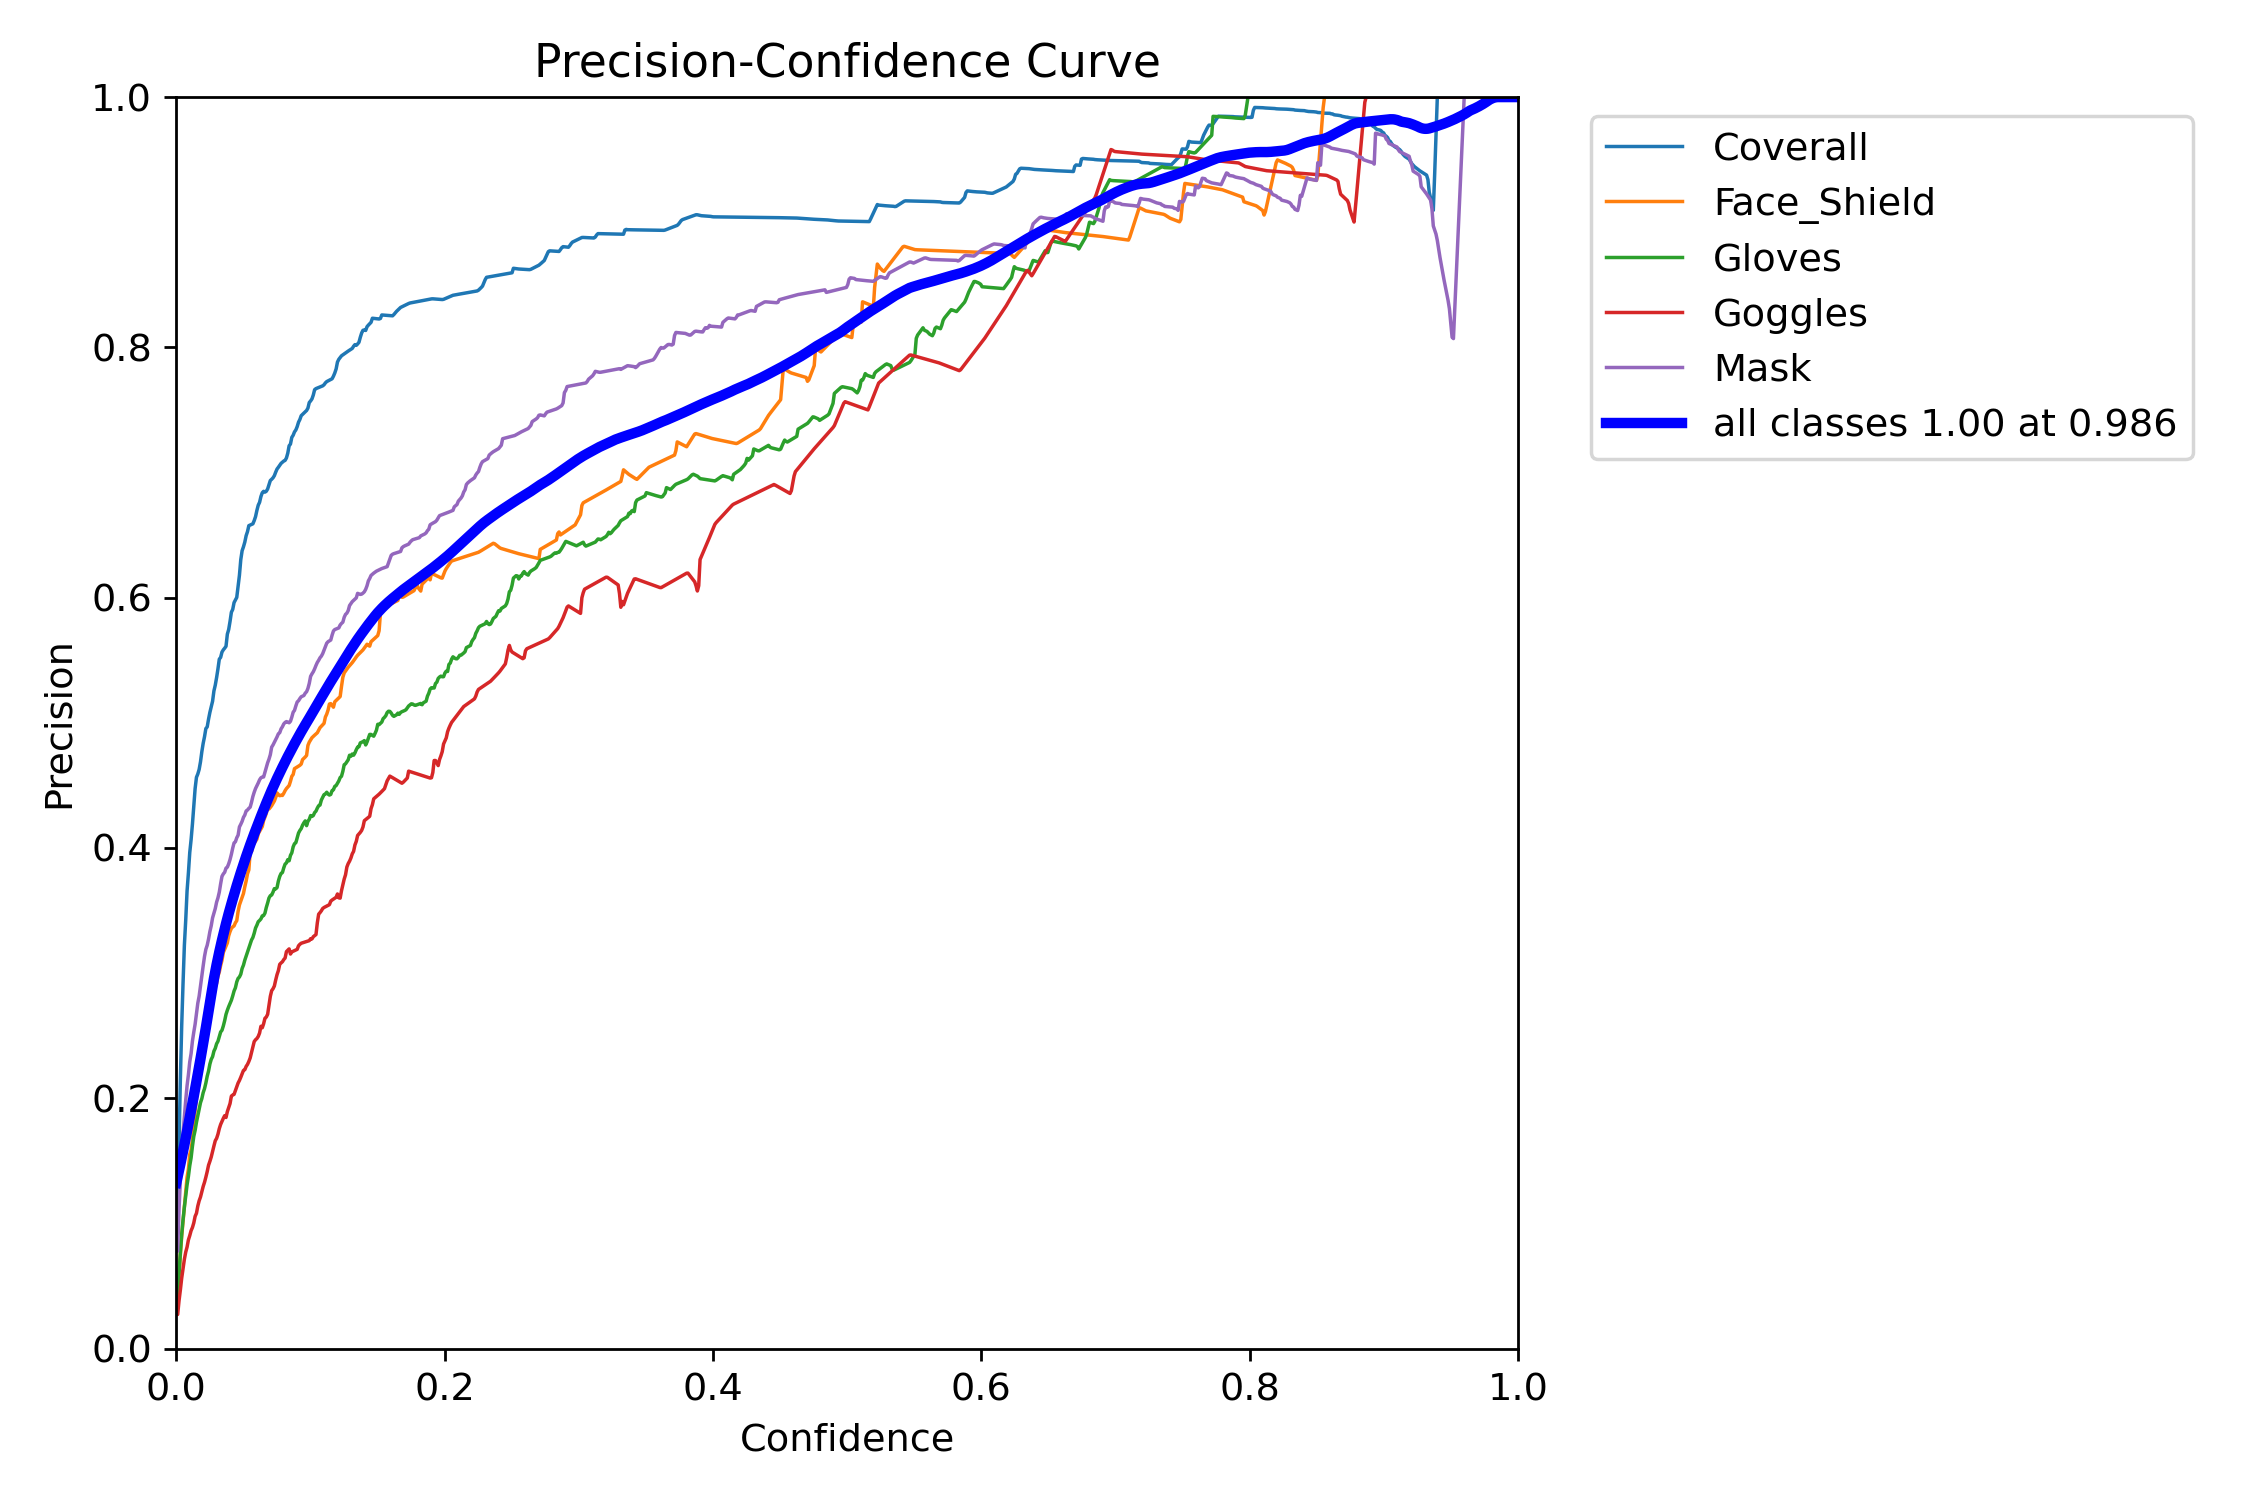 Precision-Confidence Curve
1.0
0.8
0.6
0.4
0.2
0.0
Precision
0.0 0.2 0.4 0.6 0.8 1.0
Confidence
Coverall
Face_Shield
Gloves
Goggles
Mask
all classes 1.00 at 0.986